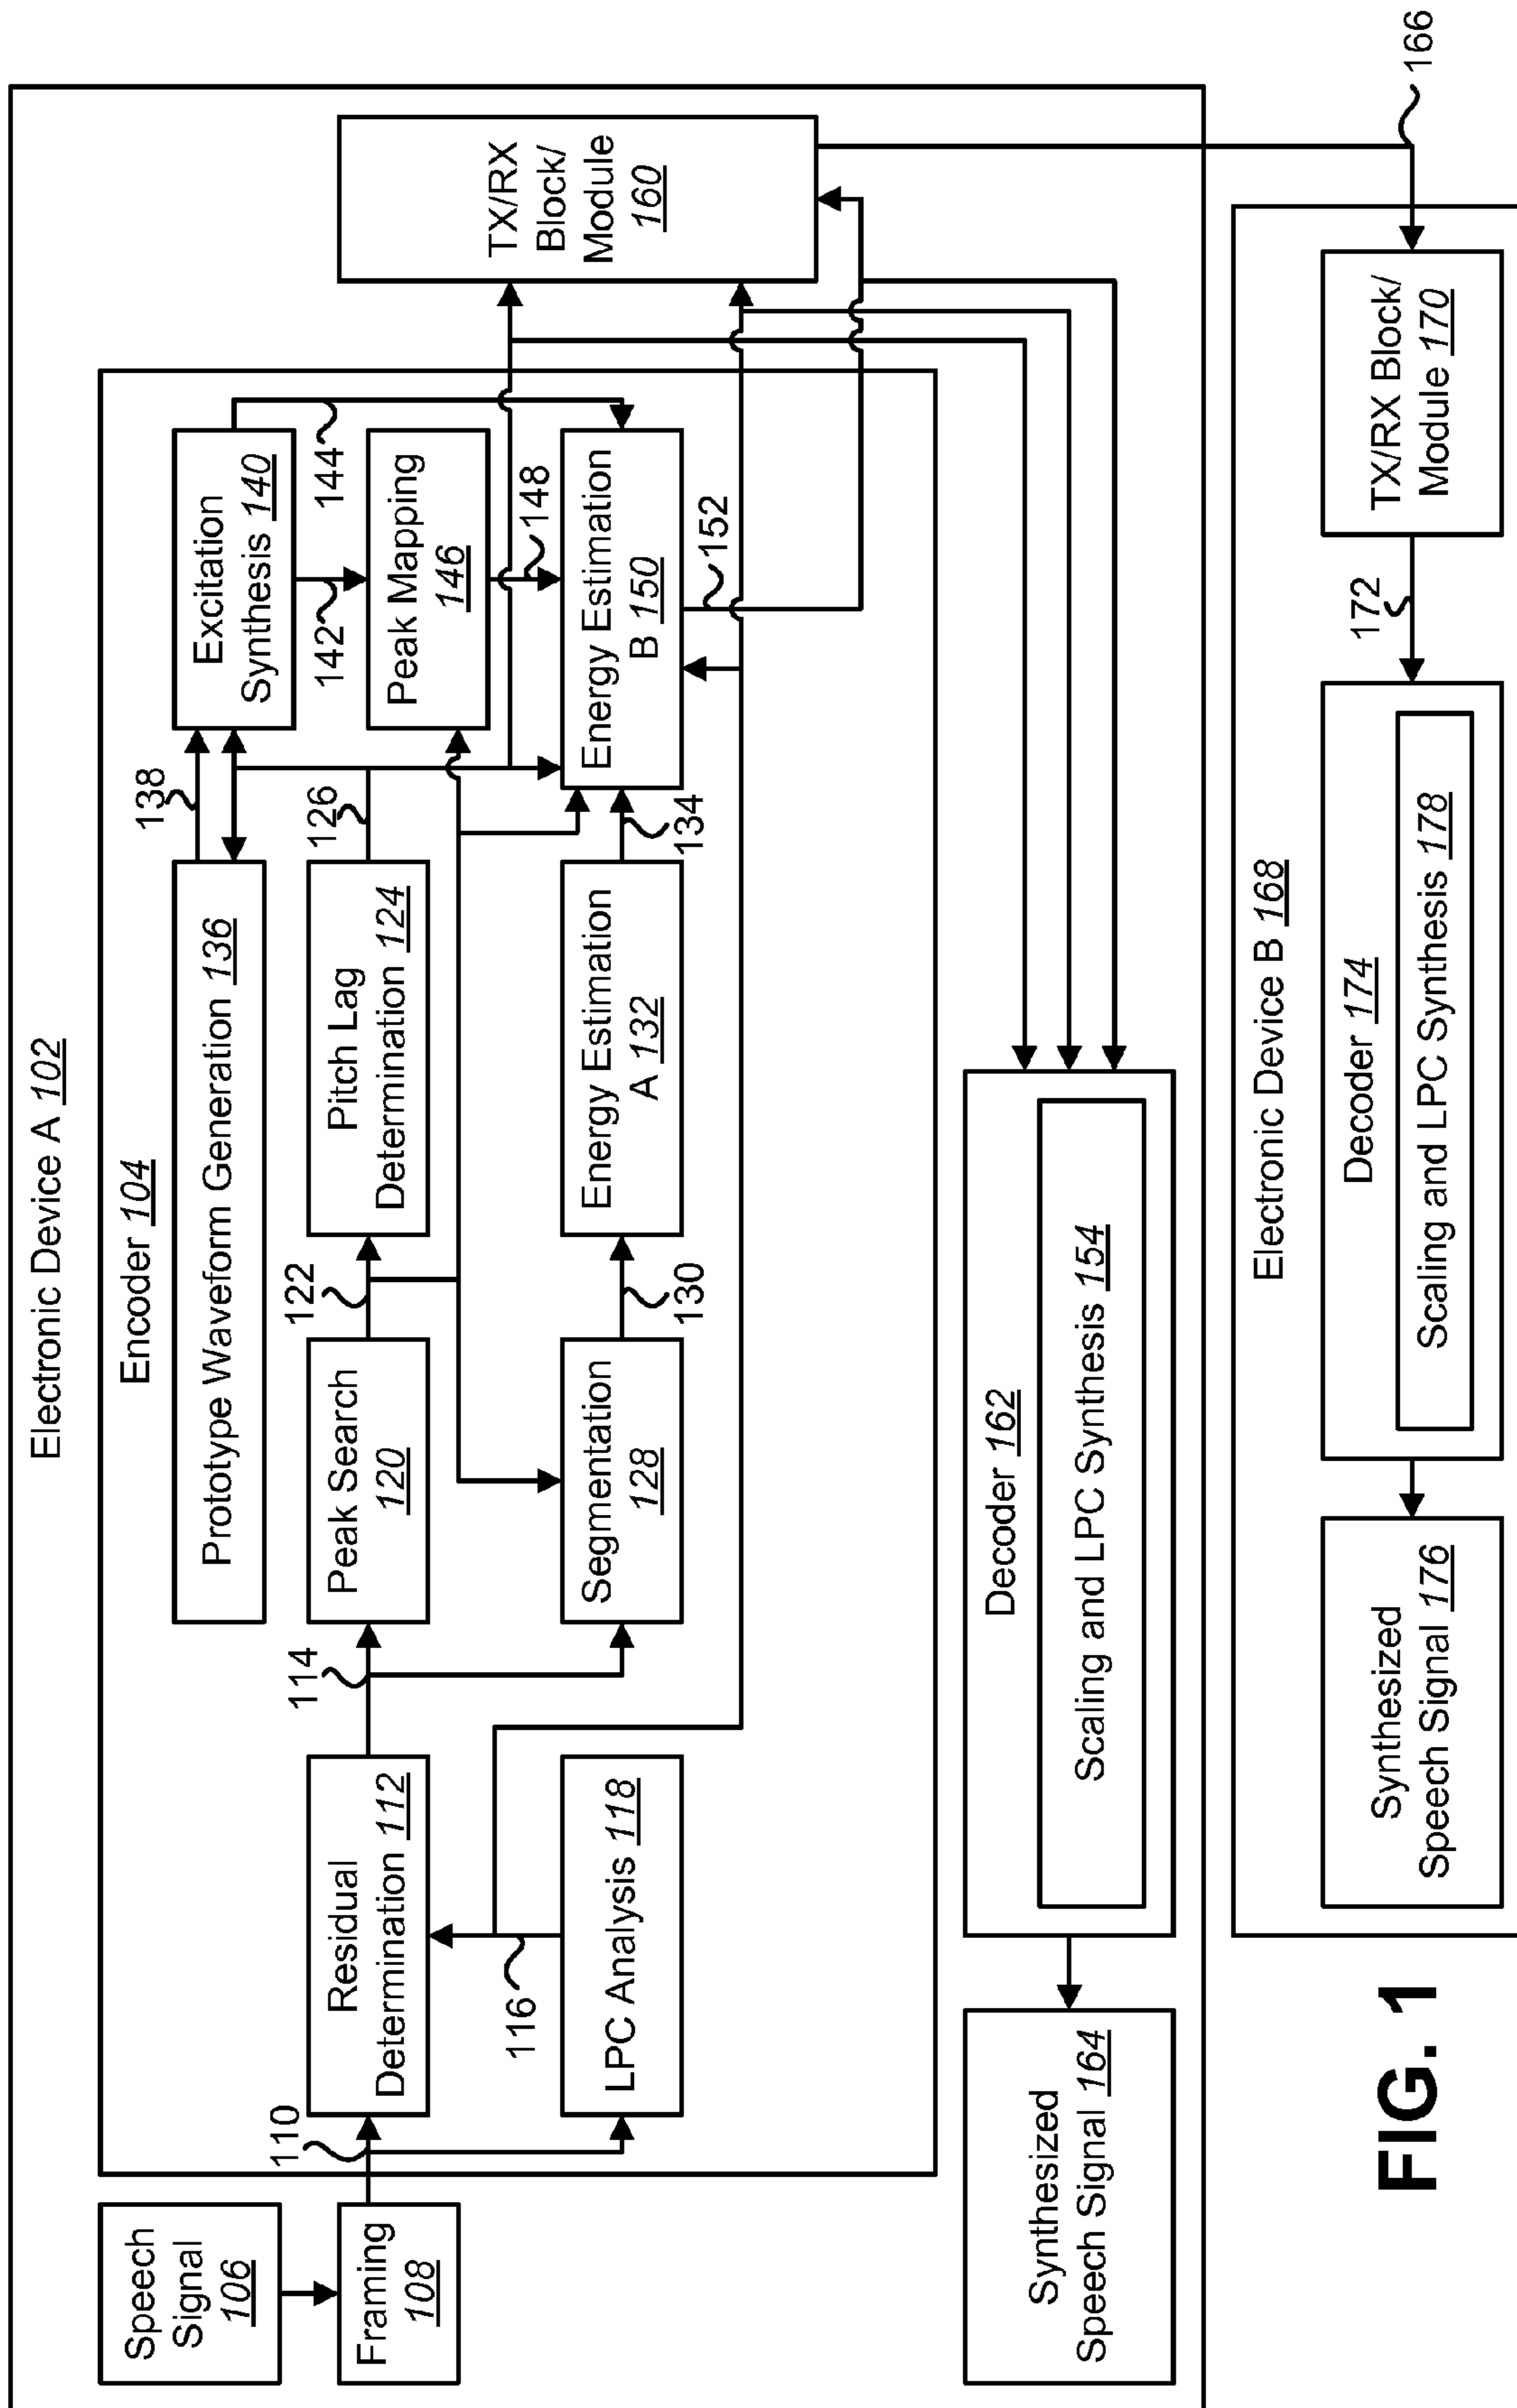 Electronic Device A 102
Speech
Signal
106
Framing
108
110
Encoder 104
Prototype Waveform Generation 136
138
Excitation
Synthesis 140
142
144
Residual
Determination 112
114
Peak Search
120
122
Pitch Lag
Determination 124
126
Peak Mapping
146
148
116
LPC Analysis 118
Segmentation
128
130
Energy Estimation
A 132
134
Energy Estimation
B 150
152
TX/RX
Block/
Module
160
Synthesized
Speech Signal 164
Decoder 162
Scaling and LPC Synthesis 154
166
Electronic Device B 168
Synthesized
Speech Signal 176
Decoder 174
Scaling and LPC Synthesis 178
172
TX/RX Block/
Module 170
FIG. 1